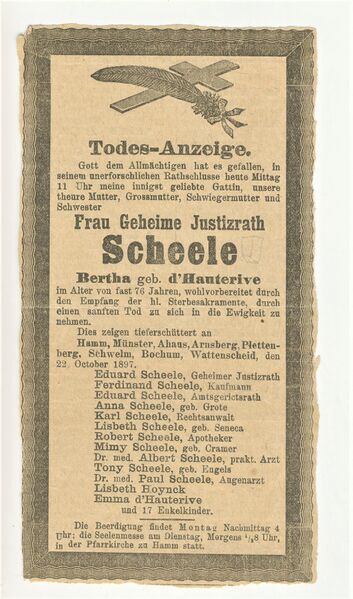 Todes-Anzeige.
Gott dem Allmächtigen hat es gefallen, in
seinem unerforschlichen Rathschlusse heute Mittag
11 Uhr meine innigst geliebte Gattin, unsere
theure Mutter, Grossmutter, Schwiegermutter und
Schwester
Frau Geheime Justizrath
Scheele
Bertha geb. d'Hauterive
im Alter von fast 76 Jahren, wohlvorbereitet durch
den Empfang der hl. Sterbesakramente, durch
einen sanften Tod zu sich in die Ewigkeit zu
nehmen.
Dies zeigen tieferschüttert an
Hamm, Münster, Ahaus, Arnsberg, Pletten-
berg, Schwelm, Bochum, Wattenscheid, den
22. October 1897.
Eduard Scheele, Geheimer Justizrath
Ferdinand Scheele, Kaufmann
Eduard Scheele, Amtsgerichtsrath
Anna Scheele, geb. Grote
Karl Scheele, Rechtsanwalt
Lisbeth Scheele, geb. Seneca
Robert Scheele, Apotheker
Mimy Scheele, geb. Cramer
Dr. med. Albert Scheele, prakt. Arzt
Tony Scheele, geb. Engels
Dr. med. Paul Scheele, Augenarzt
Lisbeth Hoynck
Emma d'Hauterive
und 17 Enkelkinder.
Die Beerdigung findet Montag Nachmittag 4
Uhr; die Seelenmesse am Dienstag, Morgens Uhr,
in der Pfarrkirche zu Hamm statt.